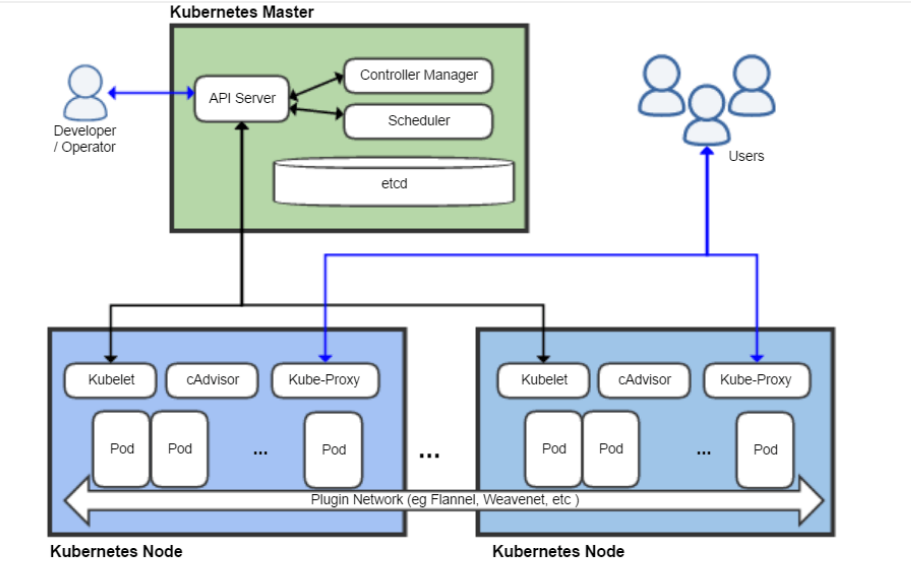 Kubernetes Master
Controller Manager
API Server
Scheduler
Developer
/ Operator
Users
etcd
Kubelet
cAdvisor
Kube-Proxy
Kubelet
cAdvisor
Kube-Proxy
Pod
Pod
...
Pod
...
Pod
Pod
...
Pod
Plugin Network (eg Flannel, Weavenet, etc )
Kubernetes Node
Kubernetes Node